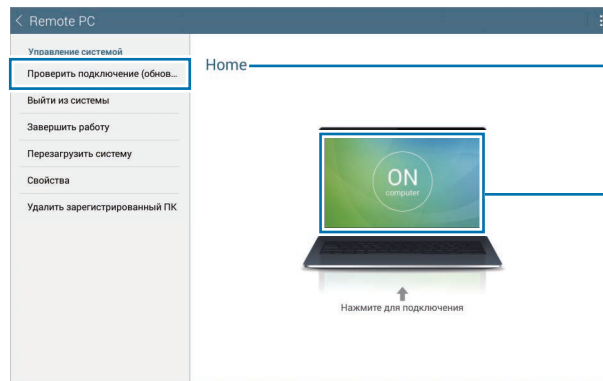 Remote PC
Управление системой
Проверить подключение (обнов...
Выйти из системы
Завершить работу
Перезагрузить систему
Свойства
Удалить зарегистрированный ПК
Home
ON
computer
Нажмите для подключения